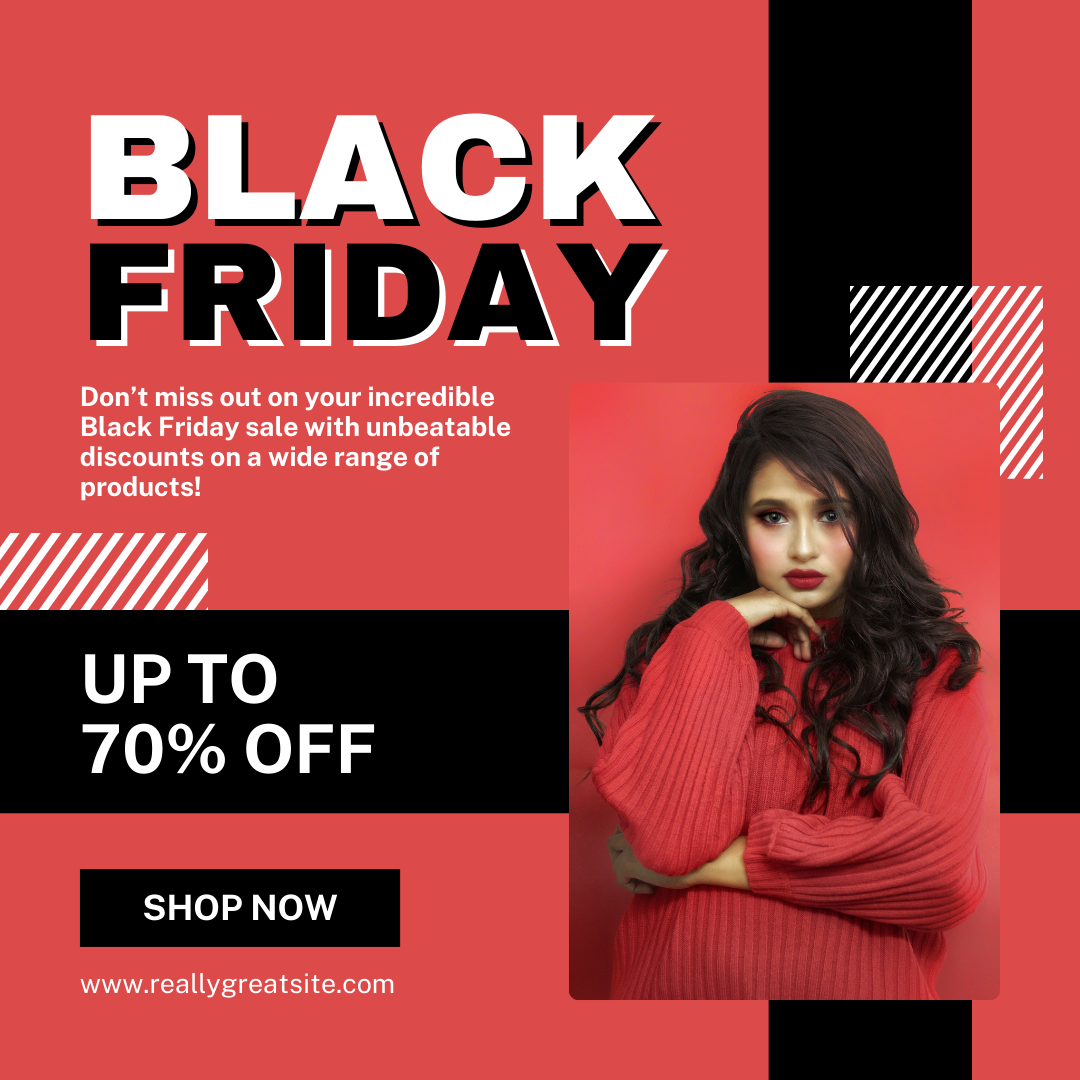 BLACK
FRIDAY
Don’t miss out on your incredible
Black Friday sale with unbeatable
discounts on a wide range of
products!
UP TO
70% OFF
SHOP NOW
www.reallygreatsite.com